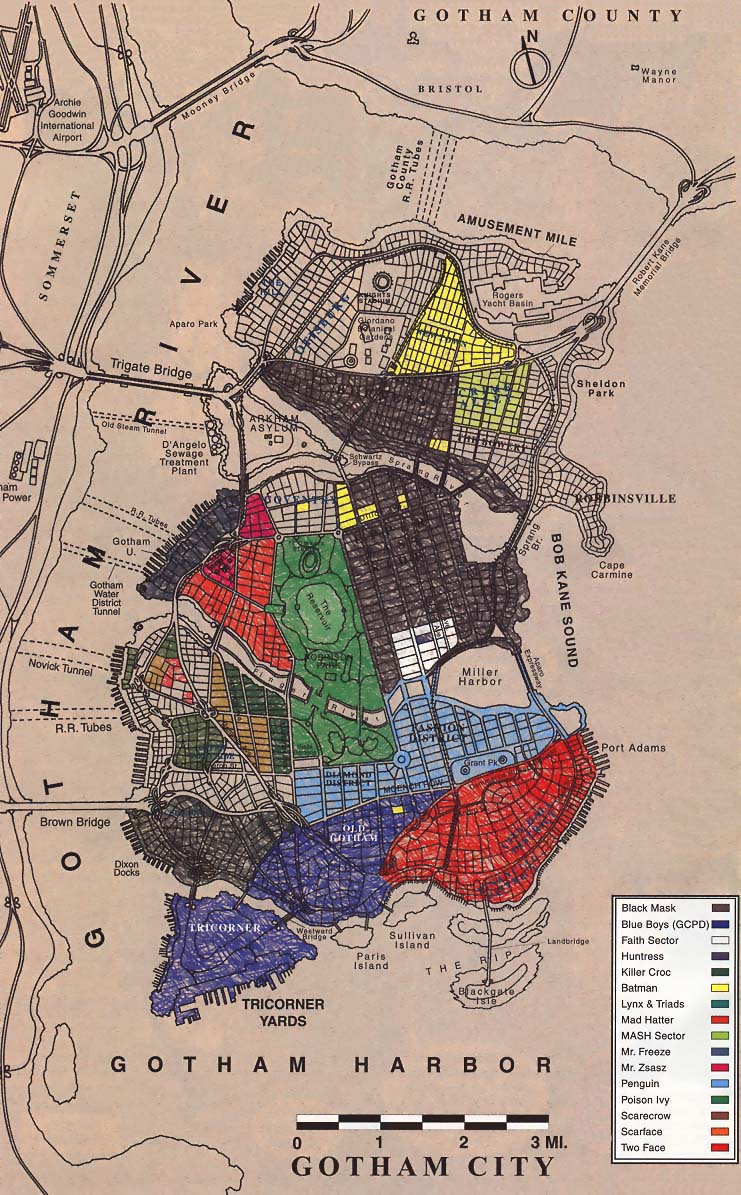 GOTHAM COUNTY
N
BRISTOL
Wayne
Manor
Archie
Goodwin
International
Airport
Mooney Bridge
SOMMERSET
Gotham
County
R.R. Tubes
AMUSEMENT MILE
Robert Kane
Memorial Bridge
Rogers
Yacht Basin
KNIGHTS
STADIUM
Giordano
Botanical
Gardens
Aparo Park
Trigate Bridge
Sheldon
Park
Old Steam Tunnel
ARKHAM
ASYLUM
D'Angelo
Sewage
Treatment
Plant
Schwartz
Bypass
Power
COVENTRY
R.R. Tubes
Gotham
U.
Gotham
Water
District
Tunnel
Sprang
Br.
Cape
Carmine
BOB KANE SOUND
The
Reservoir
ROBINSON
PARK
Finger River
Novick Tunnel
R.R. Tubes
Miller
Harbor
Aparo
Expressway
FASHION
DISTRICT
Port Adams
Grant Pk
DIAMOND
DISTRICT
MOENCH ROW
Brown Bridge
OLD
GOTHAM
Dixon
Docks
TRICORNER
Westward
Bridge
Paris
Island
Sullivan
Island
THE RIP
Landbridge
Blackgate
Isle
TRICORNER
YARDS
GOTHAM RIVER
GOTHAM HARBOR
0 1 2 3 MI.
GOTHAM CITY
Black Mask
Blue Boys (GCPD)
Faith Sector
Huntress
Killer Croc
Batman
Lynx & Triads
Mad Hatter
MASH Sector
Mr. Freeze
Mr. Zsasz
Penguin
Poison Ivy
Scarecrow
Scarface
Two Face